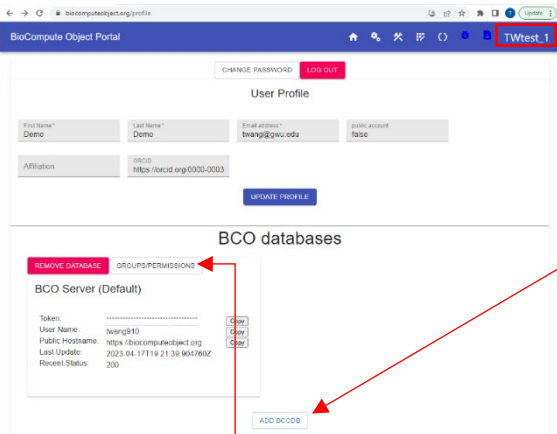 biocomputeobject.org/profile
Update
BioCompute Object Portal
TWtest_1
CHANGE PASSWORD LOG OUT
User Profile
First Name * Last Name * Email address * public account
Demo Demo twang@gwu.edu false
Affiliation ORCID
https://orcid.org/0000-0003
UPDATE PROFILE
BCO databases
REMOVE DATABASE GROUPS/PERMISSIONS
BCO Server (Default)
Token: -------------------------------- Copy
User Name: twang910 Copy
Public Hostname: https://biocomputeobject.org Copy
Last Update: 2023-04-17T19:21:39.904760Z
Recent Status: 200
ADD BCODB